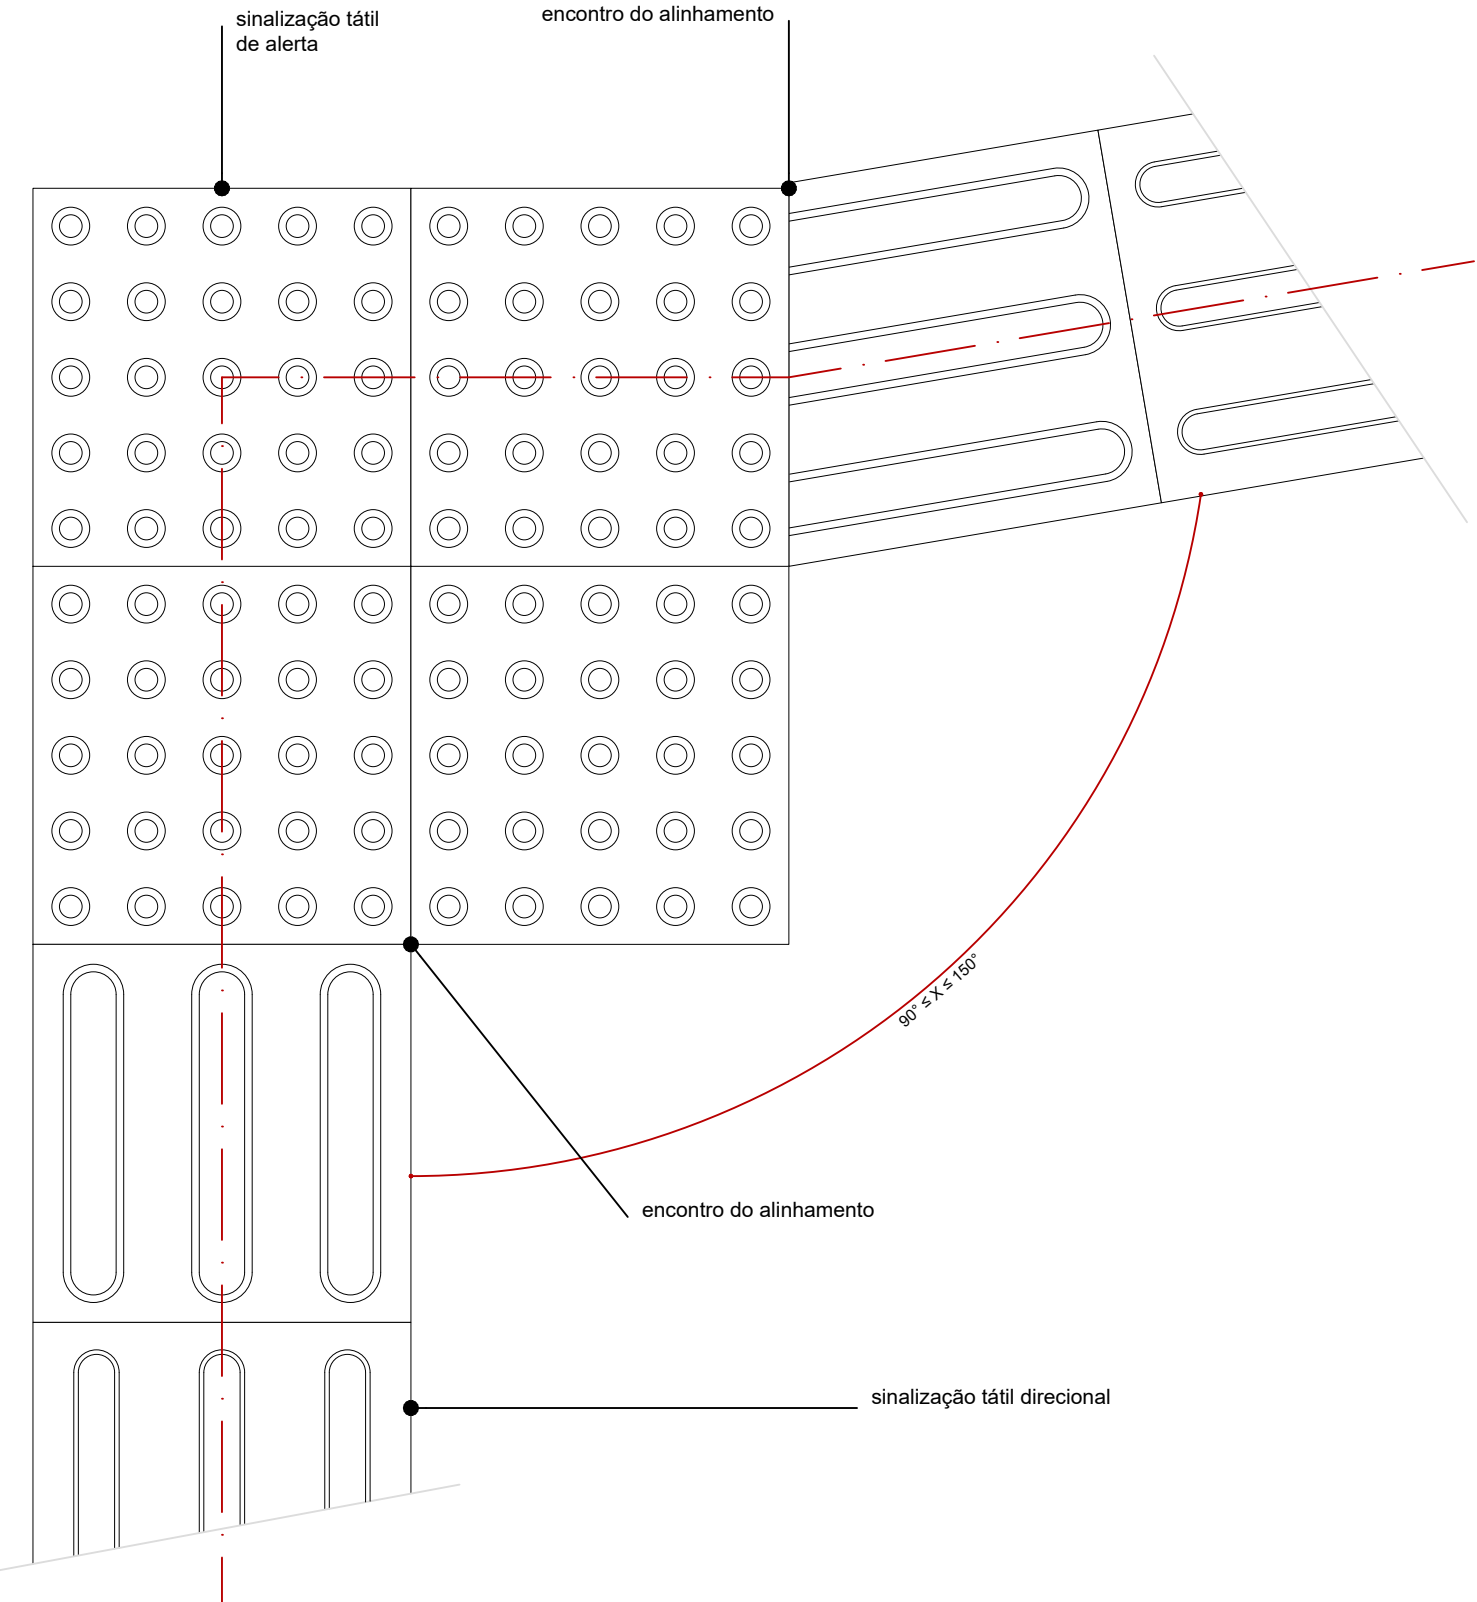 sinalização tátil
de alerta
encontro do alinhamento
90° ≤ X ≤ 150°
encontro do alinhamento
sinalização tátil direcional